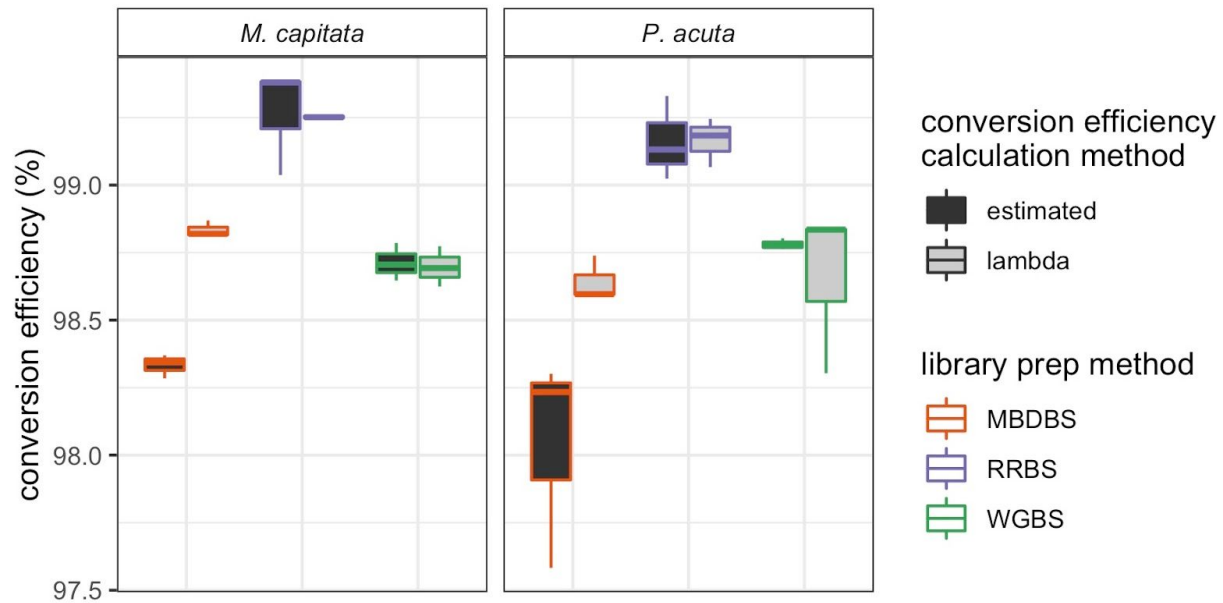 M. capitata
P. acuta
conversion efficiency (%)
99.0
98.5
98.0
97.5
conversion efficiency
calculation method
estimated
lambda
library prep method
MBDBS
RRBS
WGBS